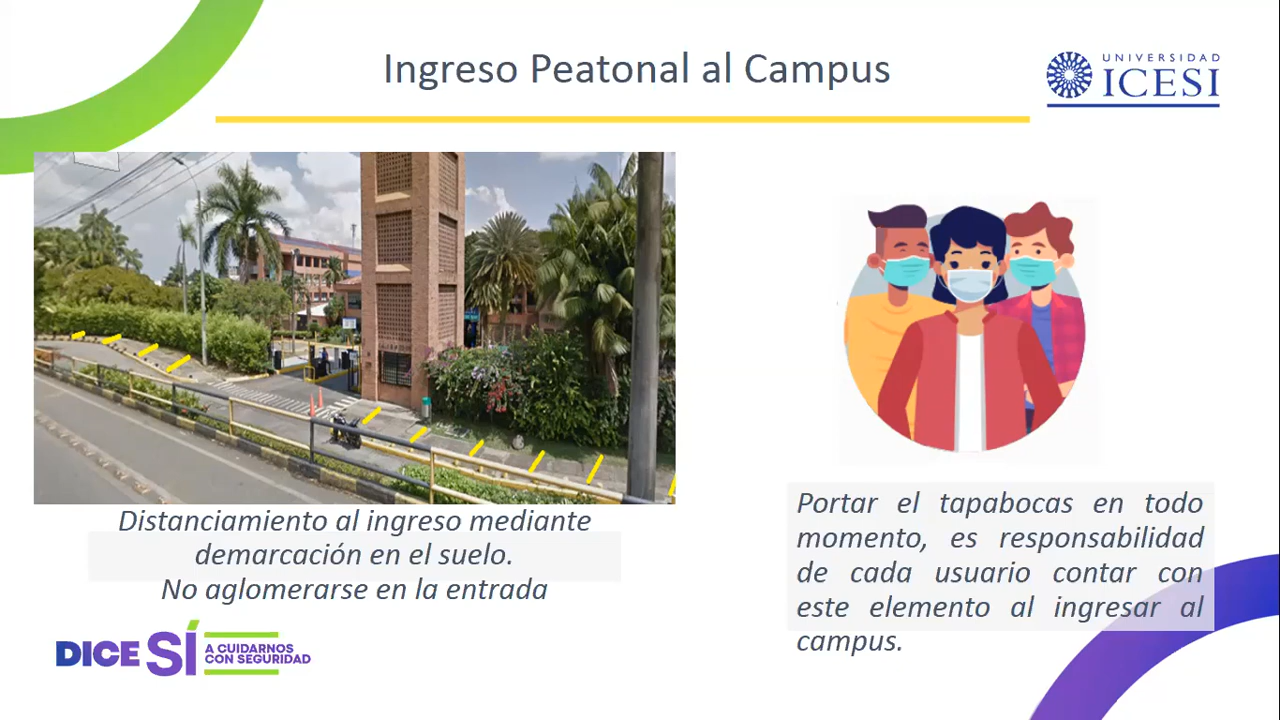 Ingreso Peatonal al Campus
UNIVERSIDAD
ICESI
Distanciamiento al ingreso mediante
demarcación en el suelo.
No aglomerarse en la entrada
Portar el tapabocas en todo
momento, es responsabilidad
de cada usuario contar con
este elemento al ingresar al
campus.
DICE SÍ A CUIDARNOS
CON SEGURIDAD